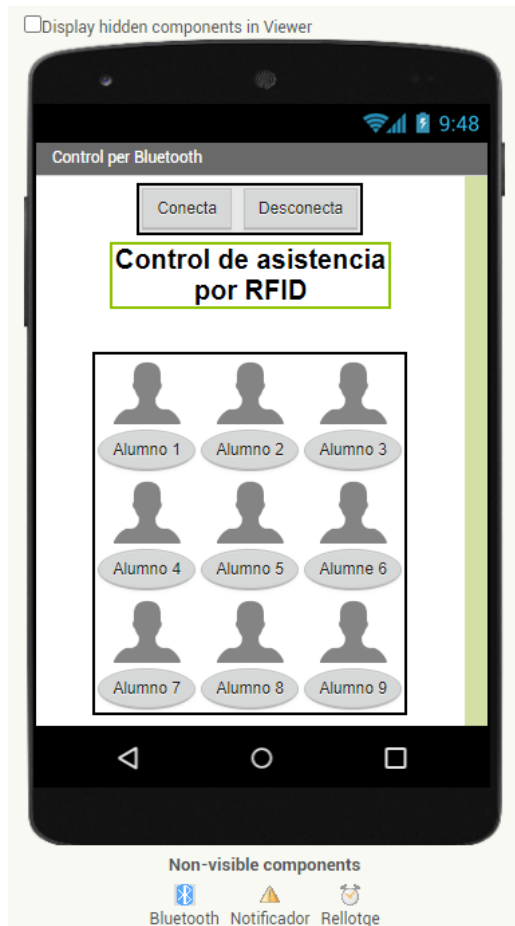 Display hidden components in Viewer
9:48
Control per Bluetooth
Conecta Desconecta
Control de asistencia
por RFID
Alumno 1 Alumno 2 Alumno 3
Alumno 4 Alumno 5 Alumne 6
Alumno 7 Alumno 8 Alumno 9
Non-visible components
Bluetooth Notificador Rellotge